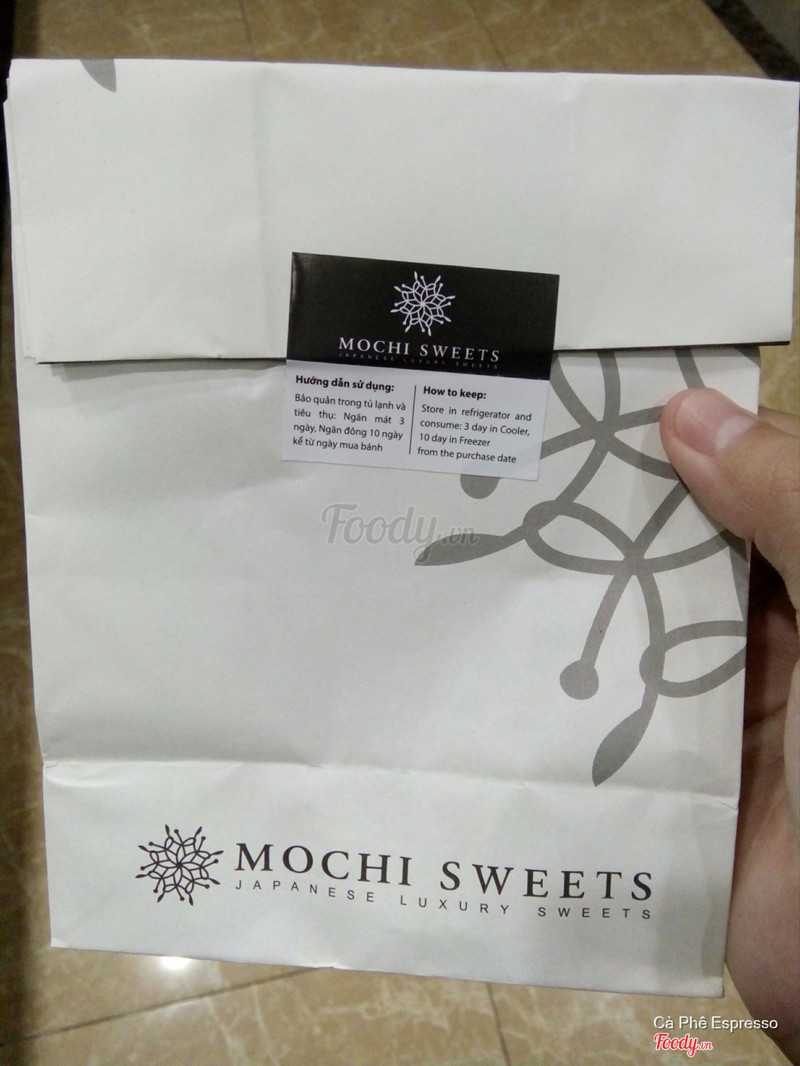 MOCHI SWEETS
JAPANESE LUXURY SWEETS
Hướng dẫn sử dụng:
Bảo quản trong tủ lạnh và
tiêu thụ: Ngăn mát 3
ngày, Ngăn đông 10 ngày
kể từ ngày mua bánh
How to keep:
Store in refrigerator and
consume: 3 day in Cooler,
10 day in Freezer
from the purchase date
Foody.vn
MOCHI SWEETS
JAPANESE LUXURY SWEETS
Cà Phê Espresso
Foody.vn